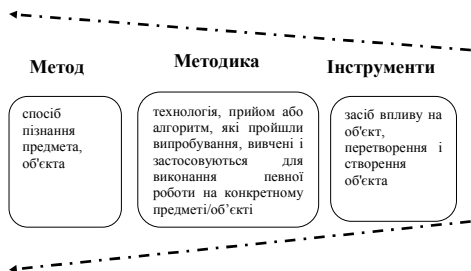 Метод
Методика
Інструменти
спосіб
пізнання
предмета,
об'єкта
технологія, прийом або
алгоритм, які пройшли
випробування, вивчені і
застосовуються для
виконання певної
роботи на конкретному
предметі/об’єкті
засіб впливу на
об'єкт,
перетворення і
створення
об'єкта